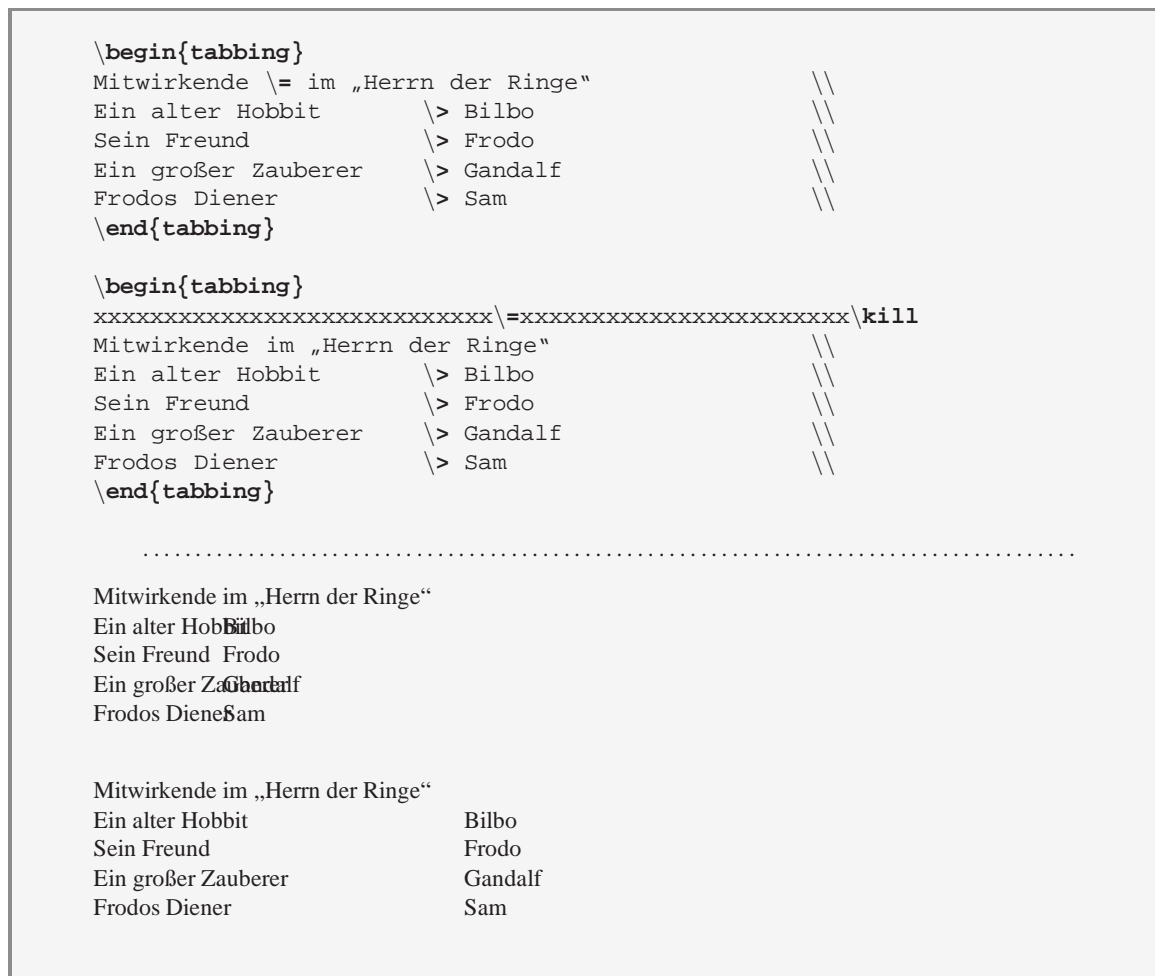 \begin{tabbing}
Mitwirkende \= im „Herrn der Ringe“ \\
Ein alter Hobbit \> Bilbo \\
Sein Freund \> Frodo \\
Ein großer Zauberer \> Gandalf \\
Frodos Diener \> Sam \\
\end{tabbing}
\begin{tabbing}
xxxxxxxxxxxxxxxxxxxxxxxxxxxx\=xxxxxxxxxxxxxxxxxxxxxxx\kill
Mitwirkende im „Herrn der Ringe“ \\
Ein alter Hobbit \> Bilbo \\
Sein Freund \> Frodo \\
Ein großer Zauberer \> Gandalf \\
Frodos Diener \> Sam \\
\end{tabbing}
Mitwirkende im „Herrn der Ringe“
Ein alter HobbitBilbo
Sein Freund Frodo
Ein großer ZaubererGandalf
Frodos DienerSam
Mitwirkende im „Herrn der Ringe“
Ein alter Hobbit Bilbo
Sein Freund Frodo
Ein großer Zauberer Gandalf
Frodos Diener Sam